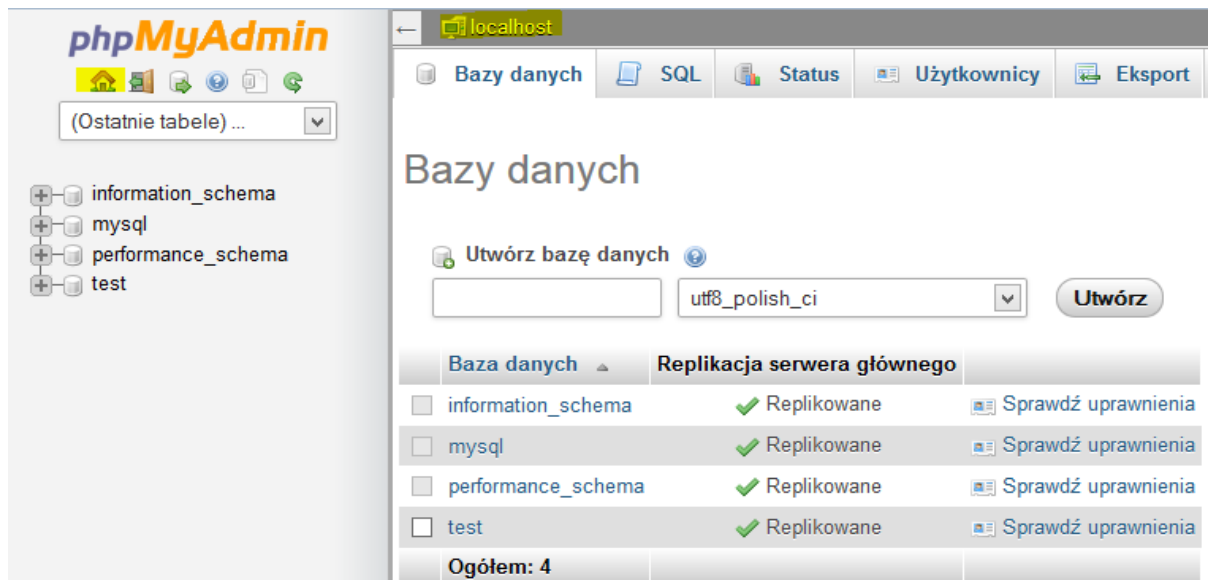 phpMyAdmin
(Ostatnie tabele) ...
information_schema
mysql
performance_schema
test
localhost
Bazy danych SQL Status Użytkownicy Eksport
Bazy danych
Utwórz bazę danych
utf8_polish_ci Utwórz
Baza danych Replikacja serwera głównego
information_schema Replikowane Sprawdź uprawnienia
mysql Replikowane Sprawdź uprawnienia
performance_schema Replikowane Sprawdź uprawnienia
test Replikowane Sprawdź uprawnienia
Ogółem: 4